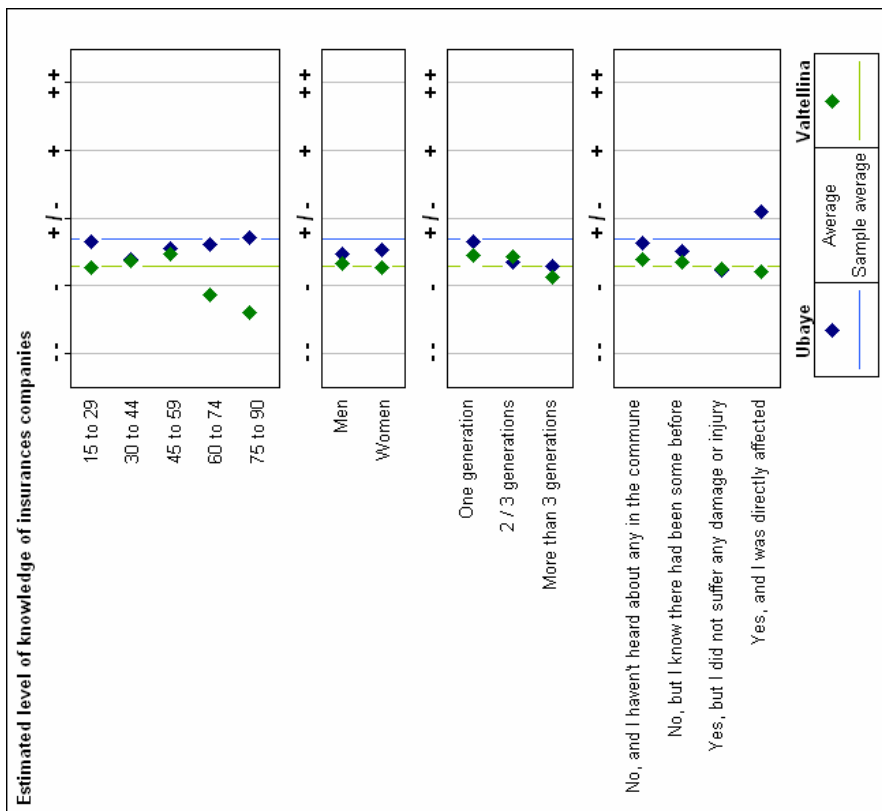 Estimated level of knowledge of insurances companies
- - - + / - + + +
15 to 29
30 to 44
45 to 59
60 to 74
75 to 90
- - - + / - + + +
Men
Women
- - - + / - + + +
One generation
2 / 3 generations
More than 3 generations
- - - + / - + + +
No, and I haven't heard about any in the commune
No, but I know there had been some before
Yes, but I did not suffer any damage or injury
Yes, and I was directly affected
Ubaye Valtellina
Average
Sample average